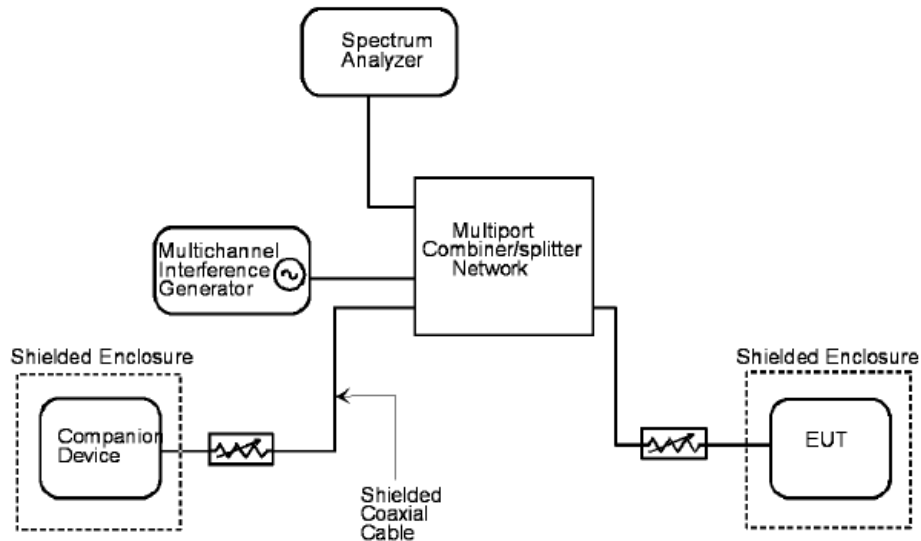 Spectrum
Analyzer
Multiport
Combiner/splitter
Network
Multichannel
Interference
Generator
Shielded Enclosure
Companion
Device
Shielded
Coaxial
Cable
Shielded Enclosure
EUT